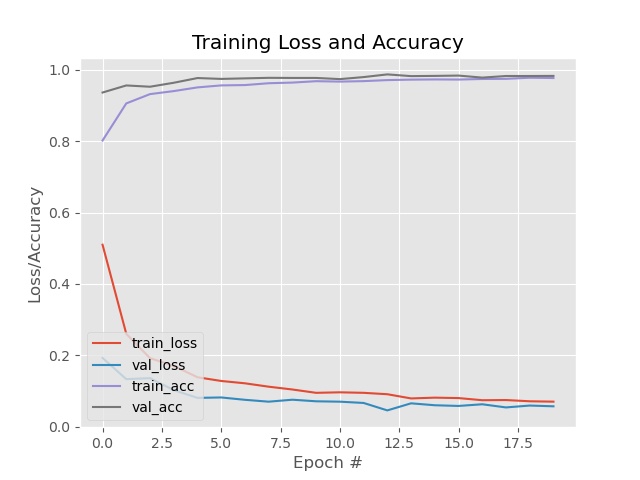 Training Loss and Accuracy
1.0
0.8
0.6
0.4
0.2
0.0
Loss/Accuracy
train_loss
val_loss
train_acc
val_acc
0.0 2.5 5.0 7.5 10.0 12.5 15.0 17.5
Epoch #